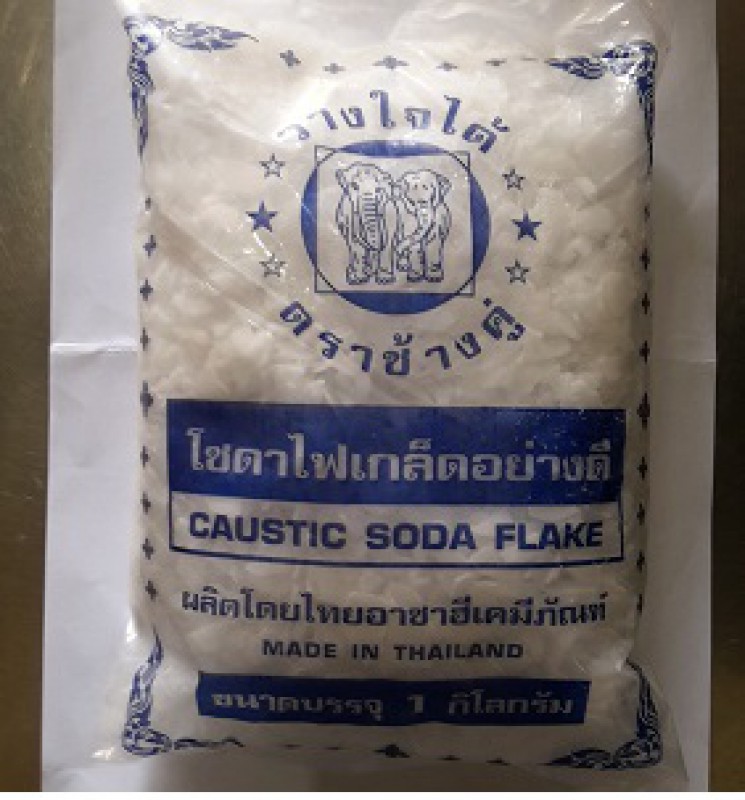 วางใจได้
ตราช้างคู่
โซดาไฟเกล็ดอย่างดี
CAUSTIC SODA FLAKE
ผลิตโดยไทยอาซาฮีเคมีภัณฑ์
MADE IN THAILAND
ขนาดบรรจุ 1 กิโลกรัม